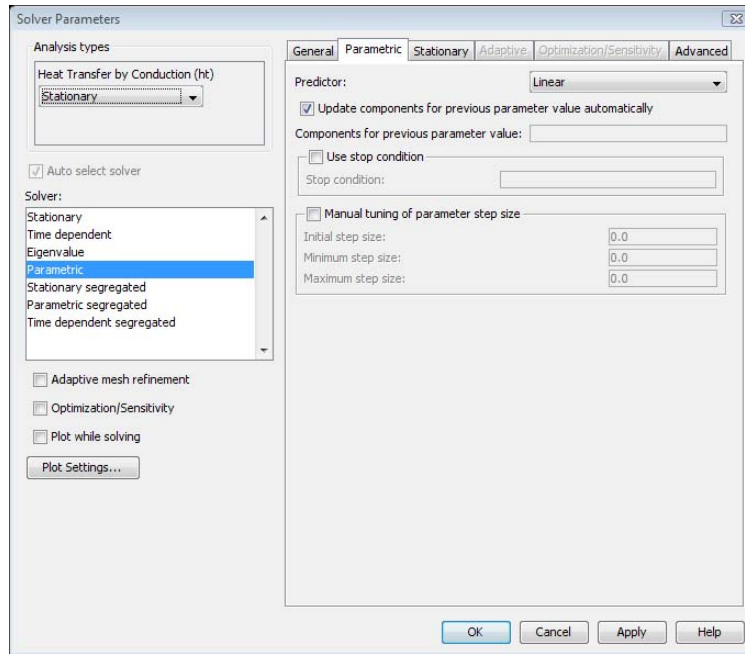 Solver Parameters
Analysis types
Heat Transfer by Conduction (ht)
Stationary
Auto select solver
Solver:
Stationary
Time dependent
Eigenvalue
Parametric
Stationary segregated
Parametric segregated
Time dependent segregated
Adaptive mesh refinement
Optimization/Sensitivity
Plot while solving
Plot Settings...
General Parametric Stationary Adaptive Optimization/Sensitivity Advanced
Predictor: Linear
Update components for previous parameter value automatically
Components for previous parameter value:
Use stop condition
Stop condition:
Manual tuning of parameter step size
Initial step size: 0.0
Minimum step size: 0.0
Maximum step size: 0.0
OK Cancel Apply Help